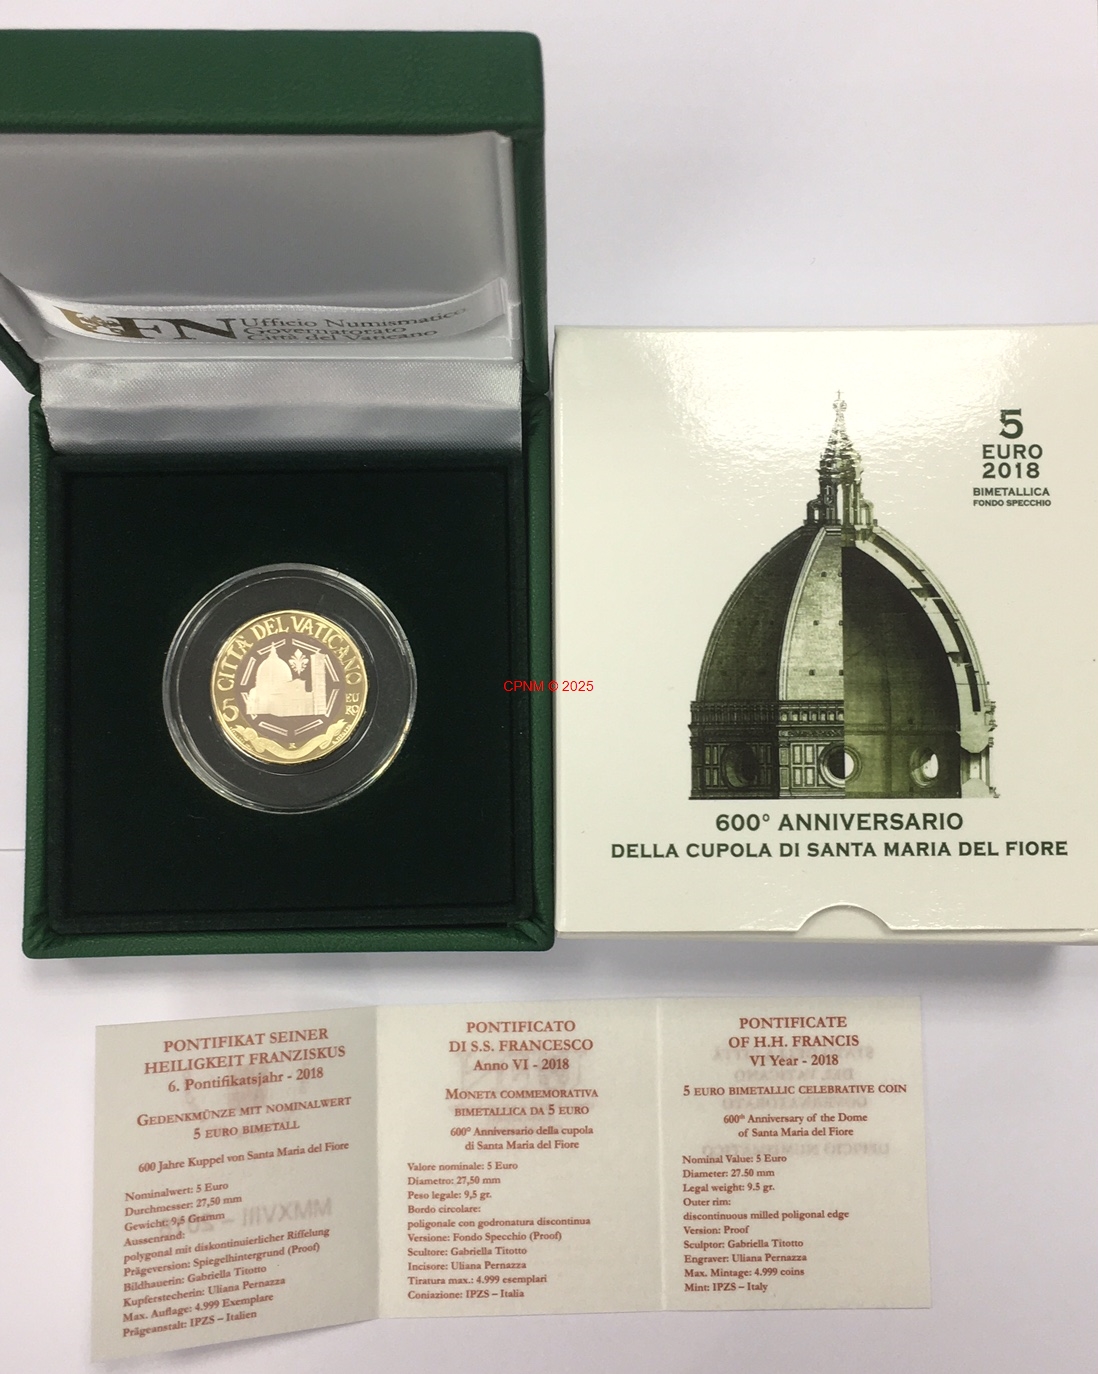 UFN Ufficio Numismatico
Governatorato
Città del Vaticano
5 CITTA' DEL VATICANO
EU
RO
5
EURO
2018
BIMETALLICA
FONDO SPECCHIO
CPNM © 2025
600° ANNIVERSARIO
DELLA CUPOLA DI SANTA MARIA DEL FIORE
PONTIFIKAT SEINER
HEILIGKEIT FRANZISKUS
6. Pontifikatsjahr - 2018
GEDENKMÜNZE MIT NOMINALWERT
5 EURO BIMETALL
600 Jahre Kuppel von Santa Maria del Fiore
Nominalwert: 5 Euro
Durchmesser: 27,50 mm
Gewicht: 9,5 Gramm
Aussenrand:
polygonal mit diskontinuierlicher Riffelung
Prägeversion: Spiegelhintergrund (Proof)
Bildhauerin: Gabriella Titotto
Kupferstecherin: Uliana Pernazza
Max. Auflage: 4.999 Exemplare
Prägeanstalt: IPZS – Italien
PONTIFICATO
DI S.S. FRANCESCO
Anno VI - 2018
MONETA COMMEMORATIVA
BIMETALLICA DA 5 EURO
600° Anniversario della cupola
di Santa Maria del Fiore
Valore nominale: 5 Euro
Diametro: 27,50 mm
Peso legale: 9,5 gr.
Bordo circolare:
poligonale con godronatura discontinua
Versione: Fondo Specchio (Proof)
Scultore: Gabriella Titotto
Incisore: Uliana Pernazza
Tiratura max.: 4.999 esemplari
Coniazione: IPZS – Italia
PONTIFICATE
OF H.H. FRANCIS
VI Year - 2018
5 EURO BIMETALLIC CELEBRATIVE COIN
600th Anniversary of the Dome
of Santa Maria del Fiore
Nominal Value: 5 Euro
Diameter: 27.50 mm
Legal weight: 9.5 gr.
Outer rim:
discontinuous milled poligonal edge
Version: Proof
Sculptor: Gabriella Titotto
Engraver: Uliana Pernazza
Max. Mintage: 4.999 coins
Mint: IPZS – Italy